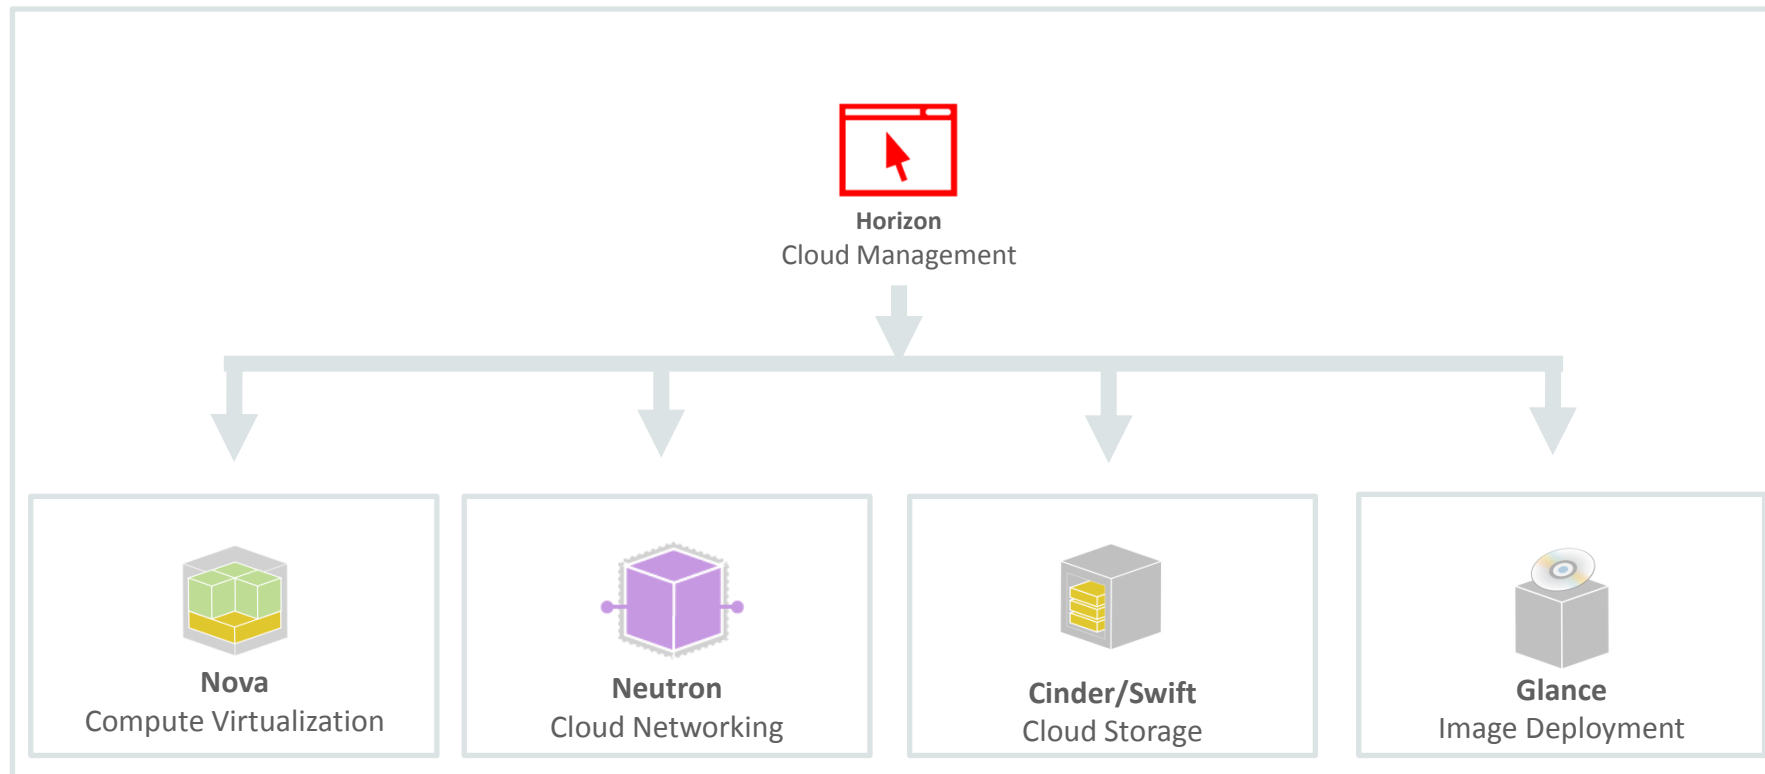 Horizon
Cloud Management
Nova
Compute Virtualization
Neutron
Cloud Networking
Cinder/Swift
Cloud Storage
Glance
Image Deployment